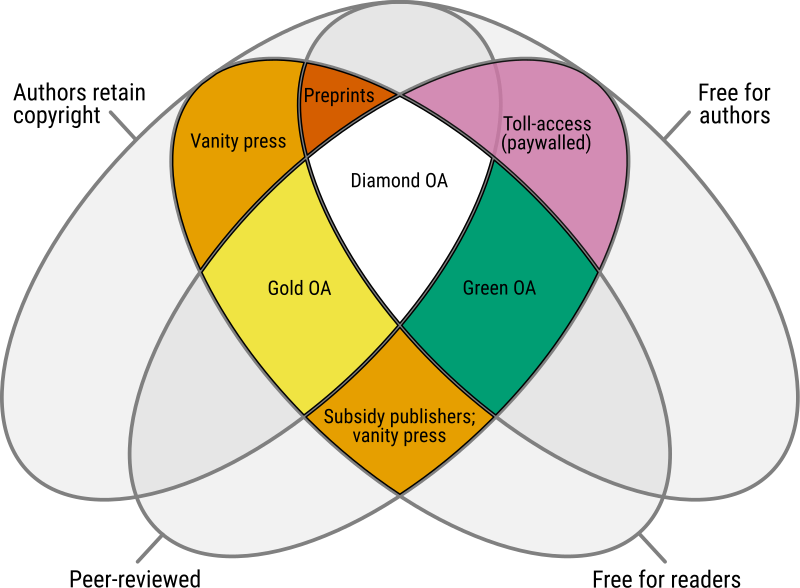 Authors retain
copyright
Free for
authors
Preprints
Vanity press
Toll-access
(paywalled)
Diamond OA
Gold OA
Green OA
Subsidy publishers;
vanity press
Peer-reviewed
Free for readers